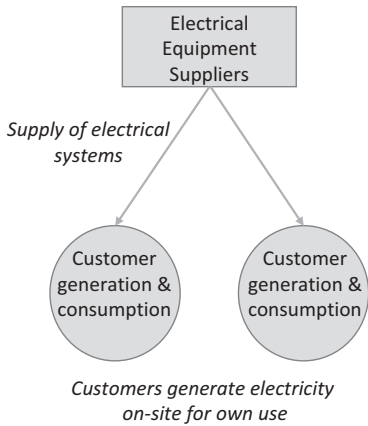 Electrical
Equipment
Suppliers
Supply of electrical
systems
Customer
generation &
consumption
Customer
generation &
consumption
Customers generate electricity
on-site for own use